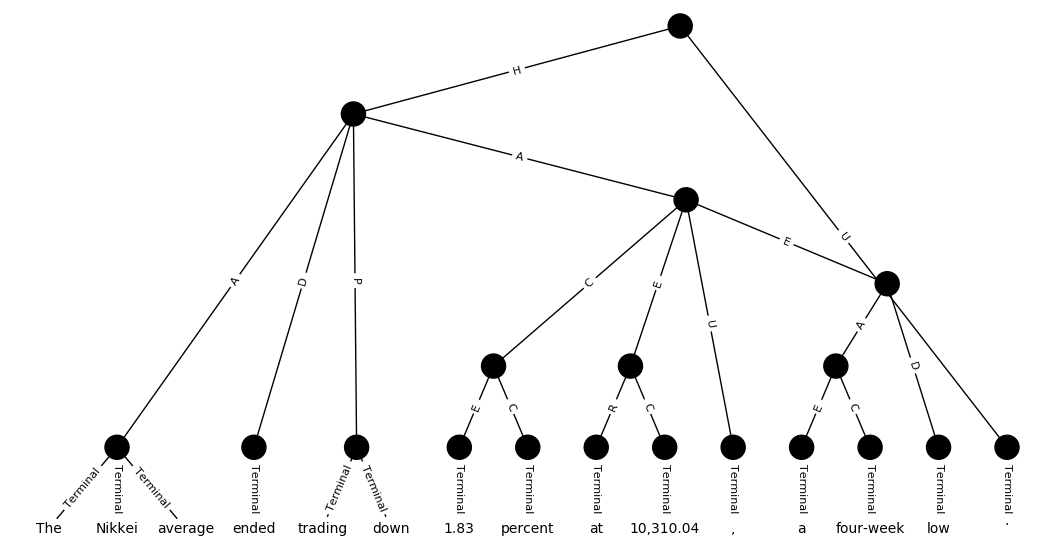 H
A
A
E
U
A
D
P
C
E
U
A
D
E
C
R
C
E
C
Terminal Terminal Terminal Terminal Terminal Terminal Terminal Terminal Terminal Terminal Terminal Terminal Terminal Terminal Terminal Terminal
The Nikkei average ended trading down 1.83 percent at 10,310.04 , a four-week low .